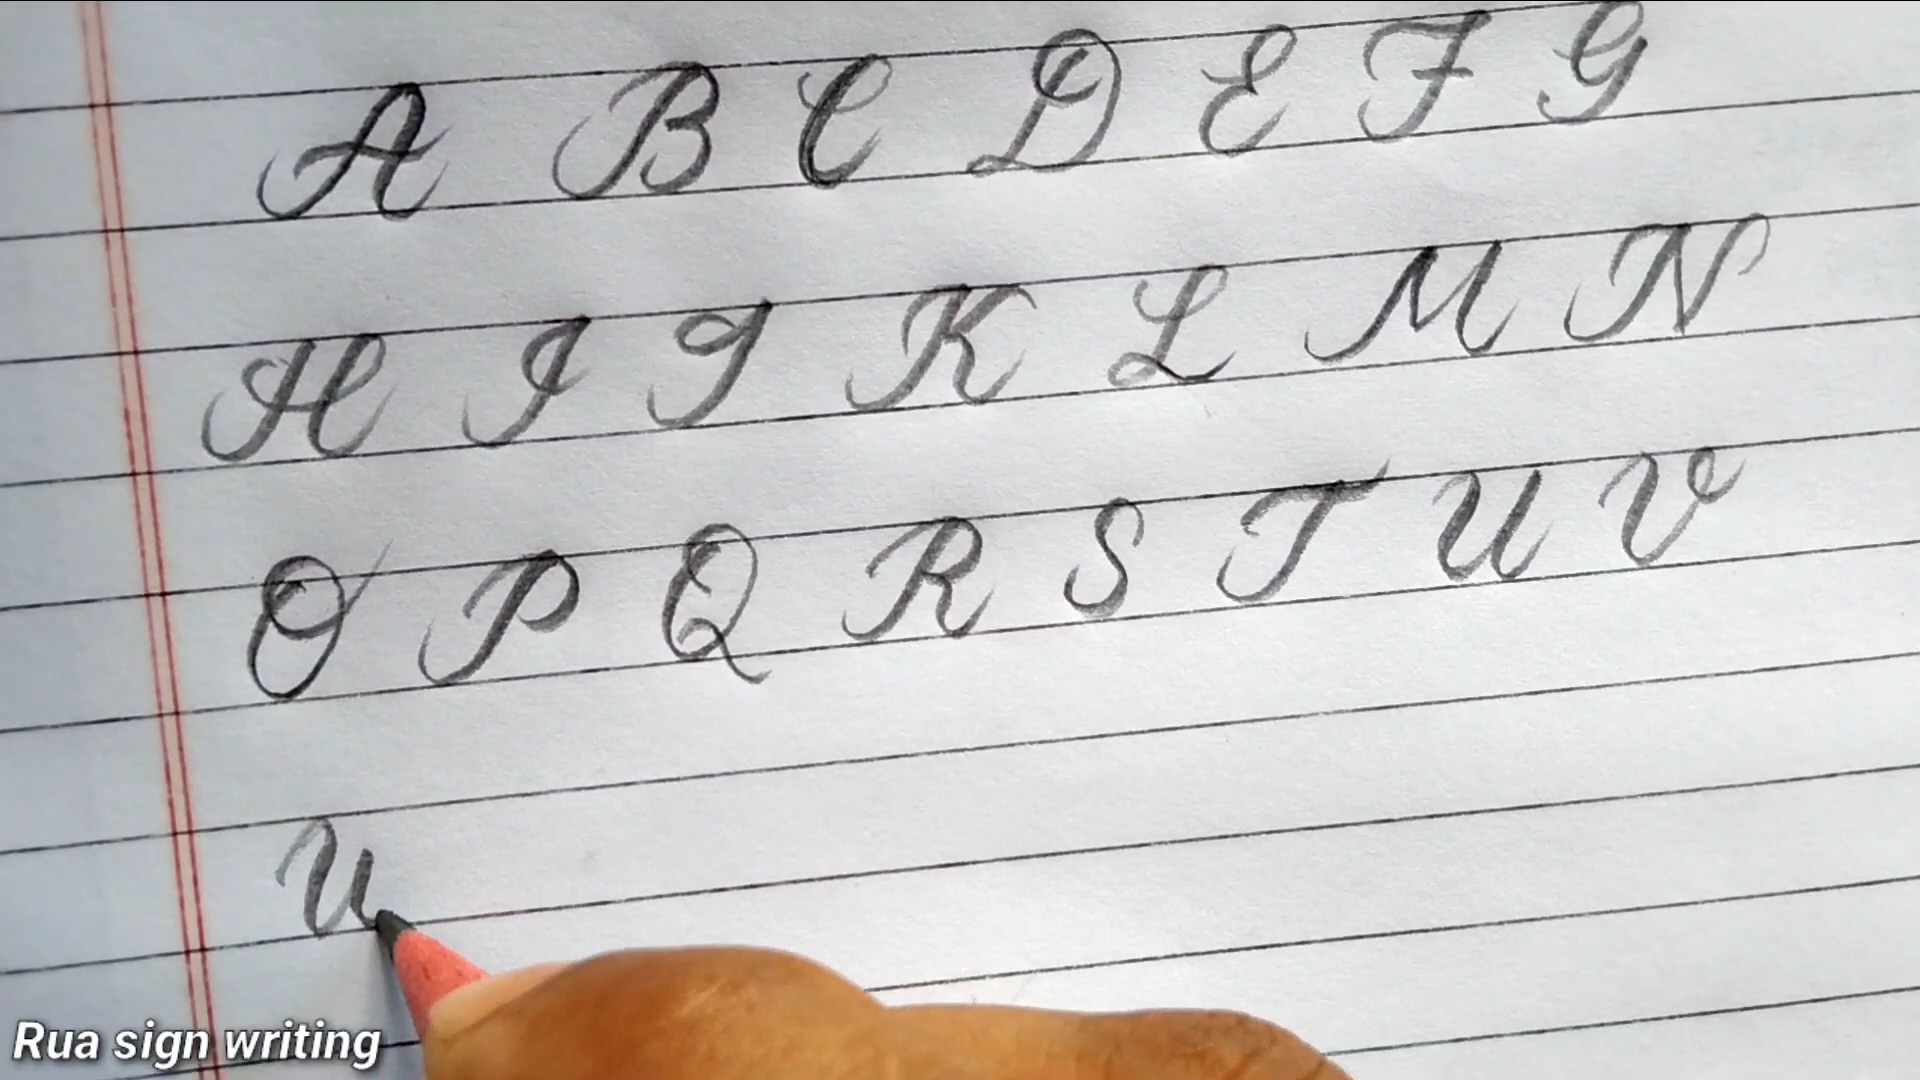 A B C D E F G
H I J K L M N
O P Q R S T U V
Rua sign writing